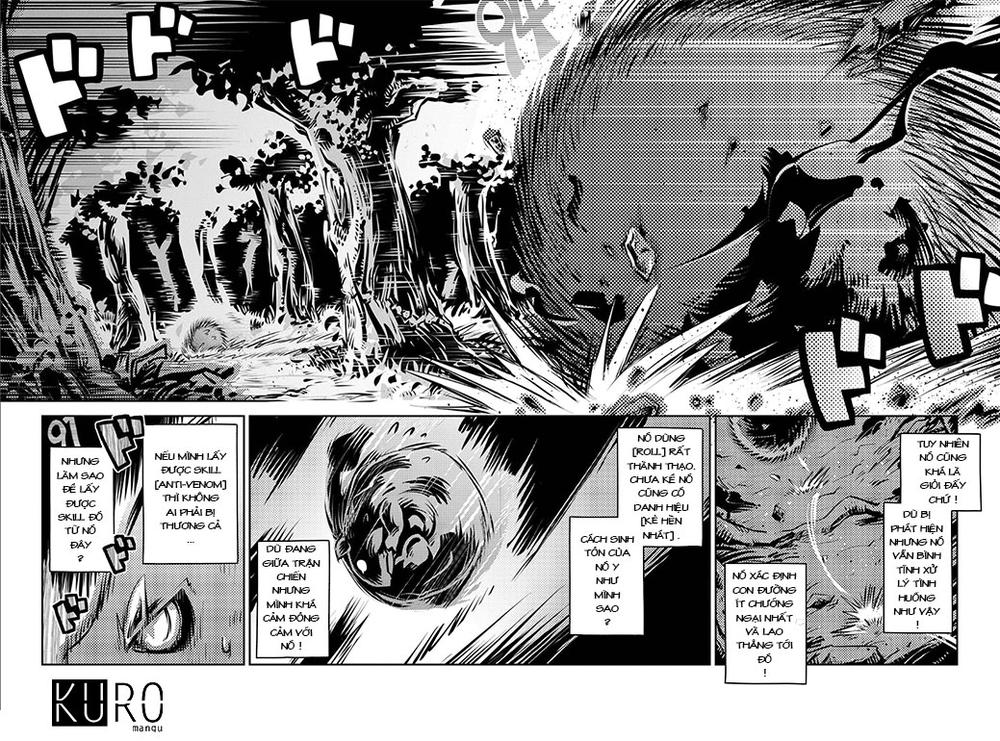 ドド
ド
ド
ド
ド
ド
TUY NHIÊN
NÓ CŨNG
KHÁ LÀ
GIỎI ĐẤY
CHỨ !
DÙ BỊ
PHÁT HIỆN
NHƯNG NÓ
VẪN BÌNH
TĨNH XỬ
LÝ TÌNH
HUỐNG
NHƯ VẬY
!
NÓ XÁC ĐỊNH
CON ĐƯỜNG
ÍT CHƯỚNG
NGẠI NHẤT
VÀ LAO
THẲNG TỚI
ĐÓ
!
NÓ DÙNG
[ROLL] RẤT
THÀNH THẠO.
CHƯA KỂ NÓ
CŨNG CÓ
DANH HIỆU
[KẺ HÈN
NHÁT] .
CÁCH SINH
TỒN CỦA
NÓ Y
NHƯ
MÌNH
SAO
?
DÙ ĐANG
GIỮA TRẬN
CHIẾN
NHƯNG
MÌNH KHÁ
CẢM ĐỒNG
CẢM VỚI
NÓ !
NẾU MÌNH LẤY
ĐƯỢC SKILL
[ANTI-VENOM]
THÌ KHÔNG
AI PHẢI BỊ
THƯƠNG CẢ
...
NHƯNG
LÀM SAO
ĐỂ LẤY
ĐƯỢC
SKILL ĐÓ
TỪ NÓ
ĐÂY
?
ド
ド
ド
KURO
mangu